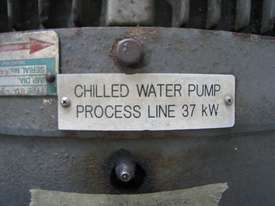 CHILLED WATER PUMP
PROCESS LINE 37 kW